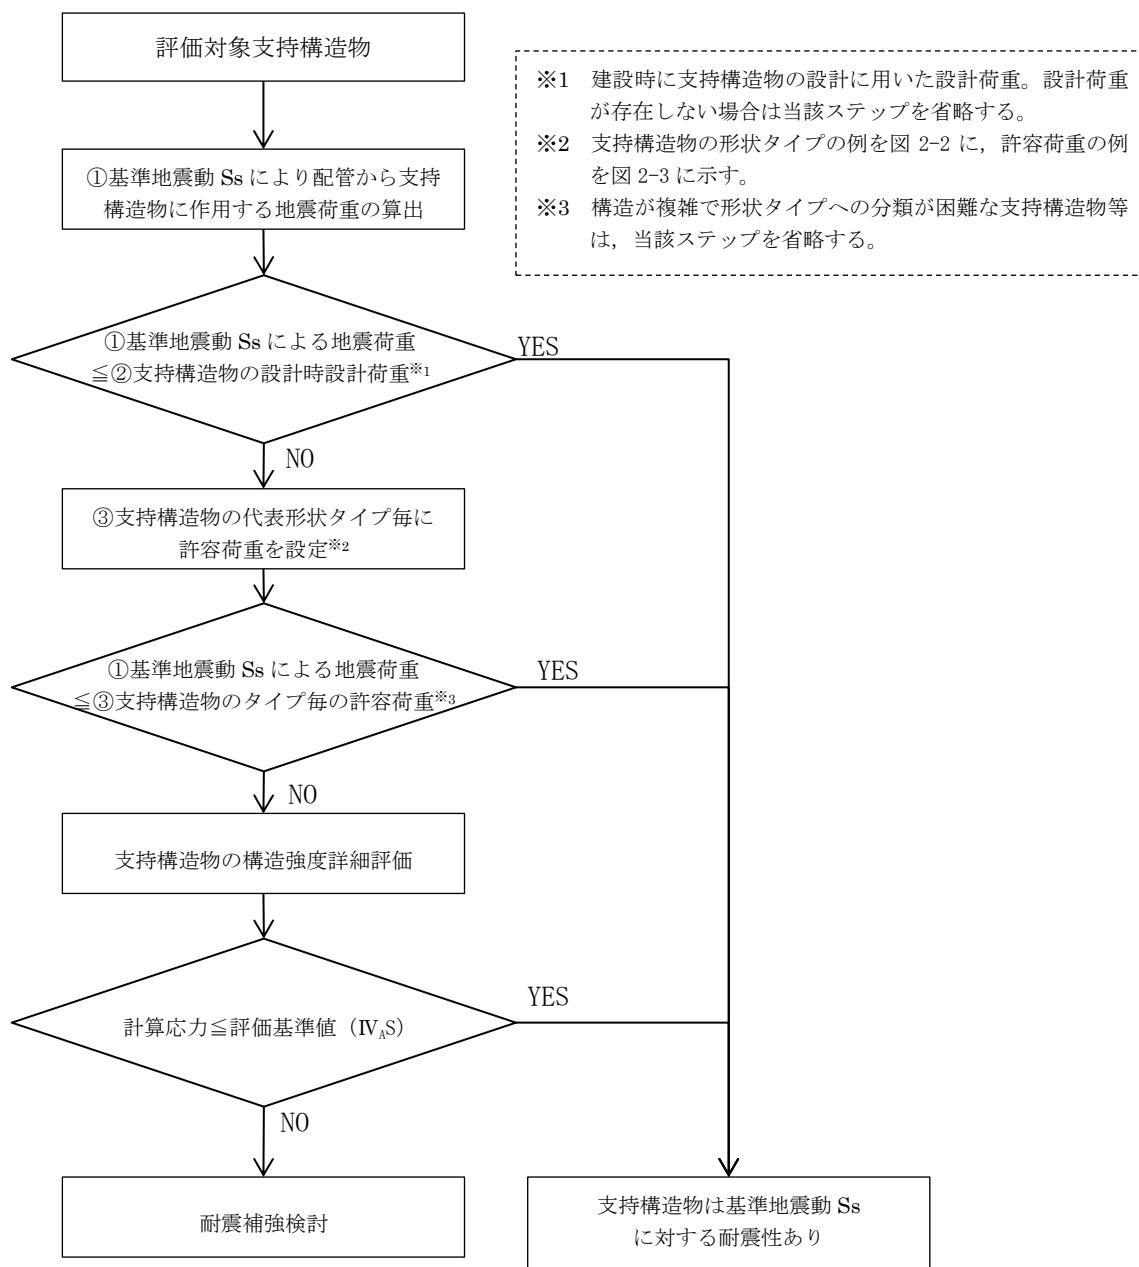 評価対象支持構造物
※1 建設時に支持構造物の設計に用いた設計荷重。設計荷重
が存在しない場合は当該ステップを省略する。
※2 支持構造物の形状タイプの例を図 2-2 に，許容荷重の例
を図 2-3 に示す。
※3 構造が複雑で形状タイプへの分類が困難な支持構造物等
は，当該ステップを省略する。
①基準地震動 Ss により配管から支持
構造物に作用する地震荷重の算出
①基準地震動 Ss による地震荷重
≦②支持構造物の設計時設計荷重※1
YES
NO
③支持構造物の代表形状タイプ毎に
許容荷重を設定※2
①基準地震動 Ss による地震荷重
≦③支持構造物のタイプ毎の許容荷重※3
YES
NO
支持構造物の構造強度詳細評価
計算応力≦評価基準値（ⅣAS）
YES
NO
耐震補強検討
支持構造物は基準地震動 Ss
に対する耐震性あり